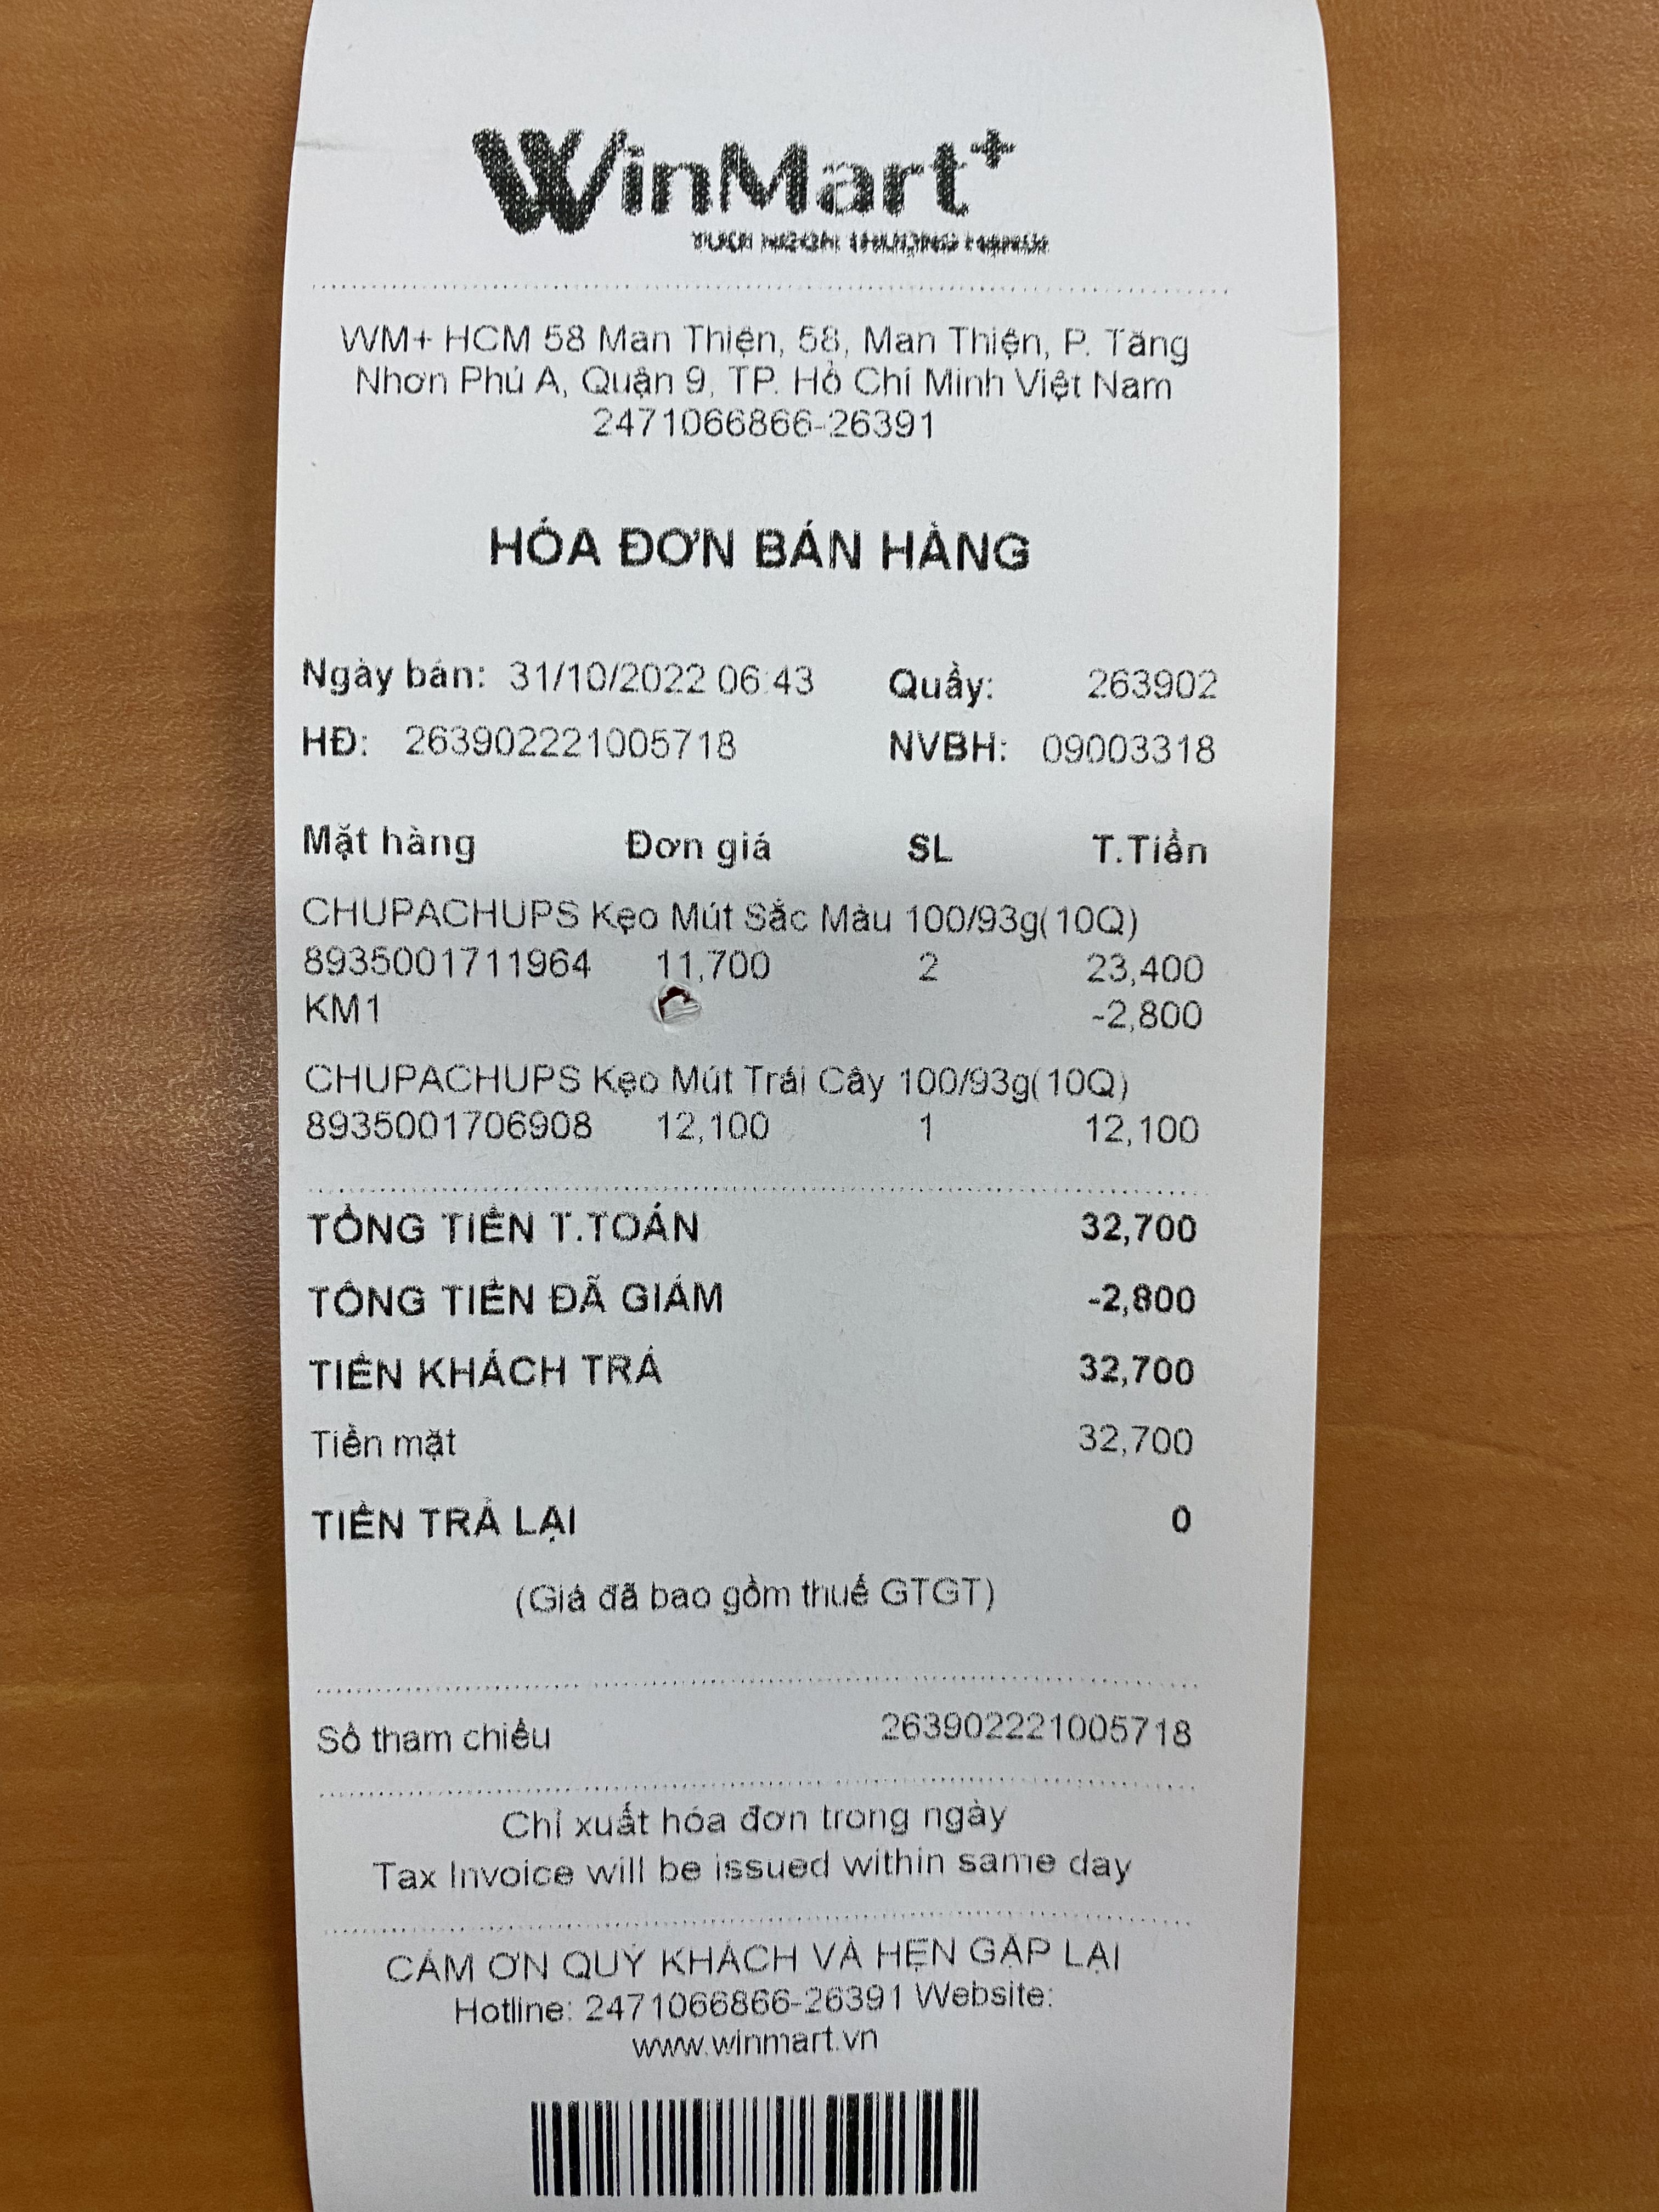 WinMart+
WM+ HCM 58 Man Thiện, 58, Man Thiện, P. Tăng
Nhơn Phú A, Quận 9, TP. Hồ Chí Minh Việt Nam
2471066866-26391
HÓA ĐƠN BÁN HÀNG
Ngày bán: 31/10/2022 06:43 Quầy: 263902
HĐ: 263902221005718 NVBH: 09003318
Mặt hàng Đơn giá SL T.Tiền
CHUPACHUPS Kẹo Mút Sắc Màu 100/93g(10Q)
8935001711964 11,700 2 23,400
KM1 -2,800
CHUPACHUPS Kẹo Mút Trái Cây 100/93g(10Q)
8935001706908 12,100 1 12,100
TỔNG TIỀN T.TOÁN 32,700
TỔNG TIỀN ĐÃ GIẢM -2,800
TIỀN KHÁCH TRẢ 32,700
Tiền mặt 32,700
TIỀN TRẢ LẠI 0
(Giá đã bao gồm thuế GTGT)
Số tham chiếu 263902221005718
Chỉ xuất hóa đơn trong ngày
Tax Invoice will be issued within same day
CẢM ƠN QUÝ KHÁCH VÀ HẸN GẶP LẠI
Hotline: 2471066866-26391 Website:
www.winmart.vn